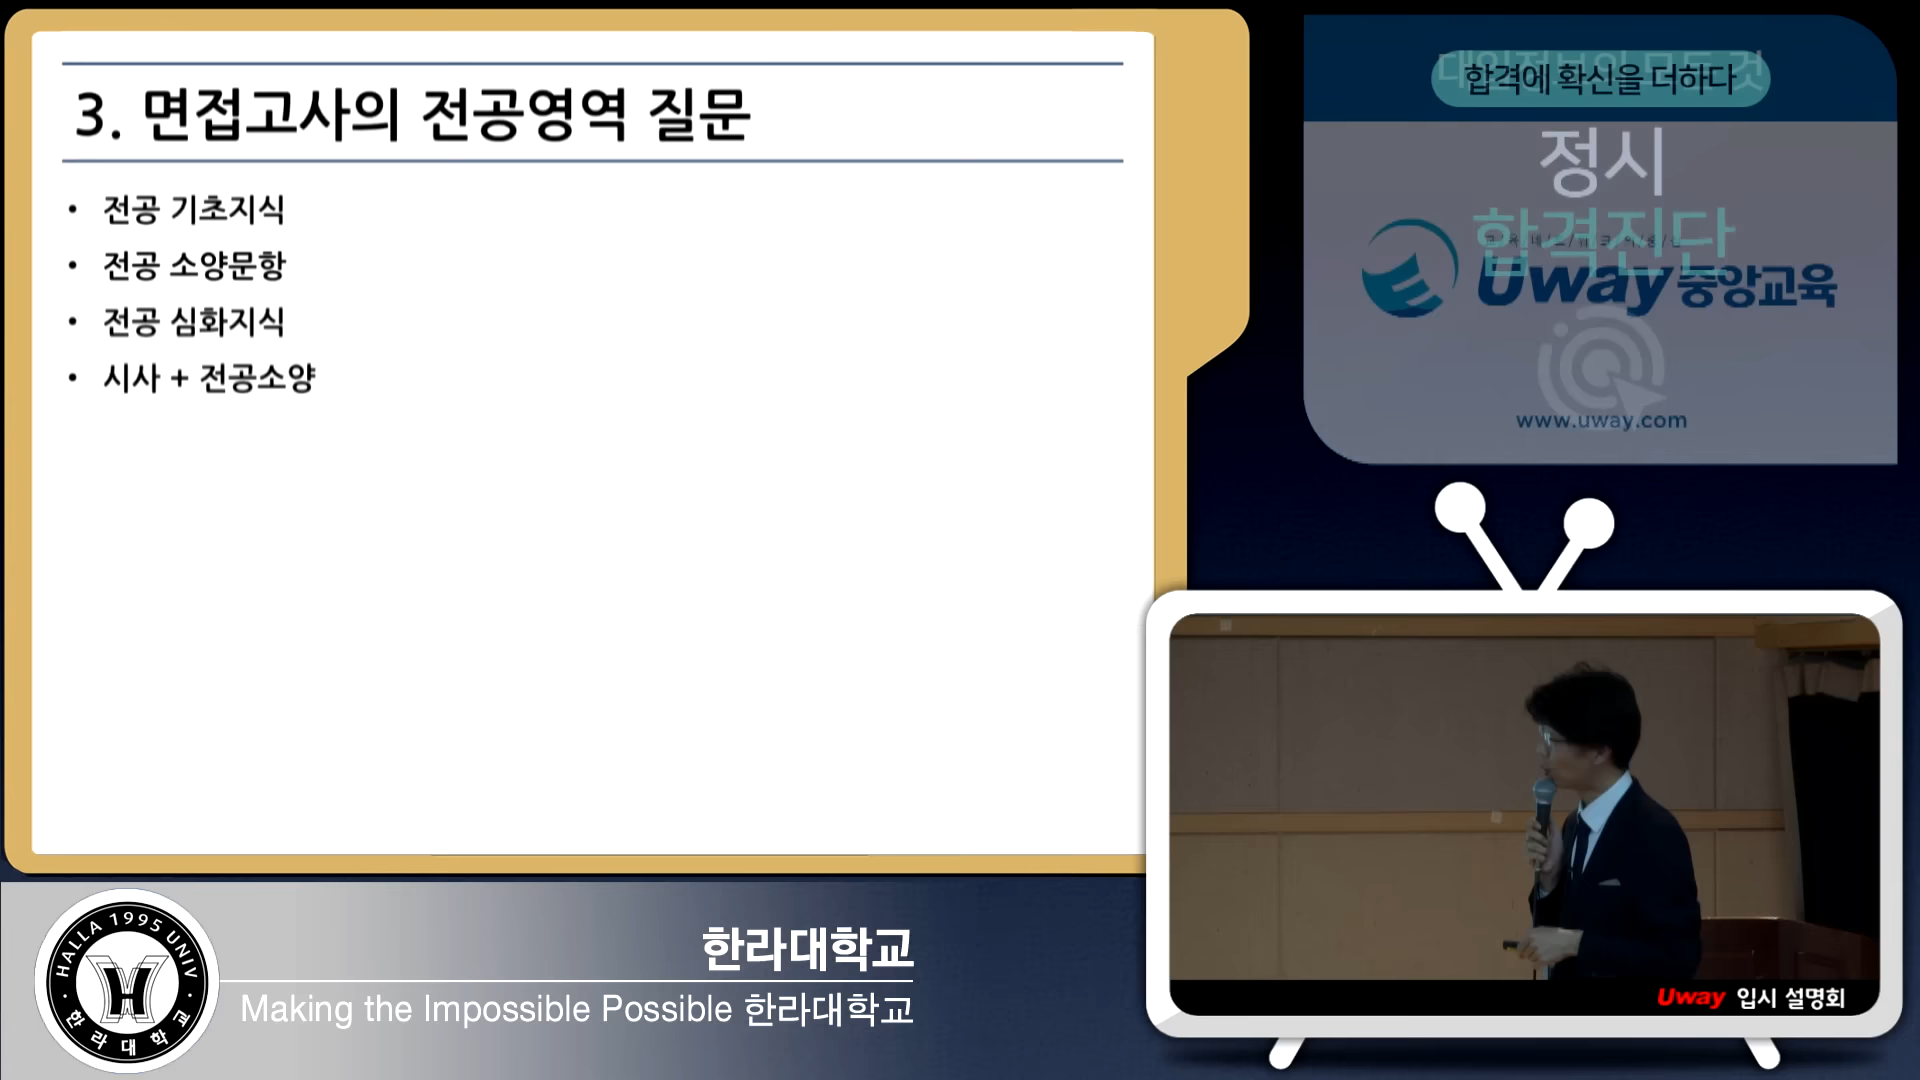 3. 면접고사의 전공영역 질문
• 전공 기초지식
• 전공 소양문항
• 전공 심화지식
• 시사 + 전공소양
합격에 확신을 더하다
정시
합격진단
Uway 중앙교육
www.uway.com
Uway 입시 설명회
한라대학교
Making the Impossible Possible 한라대학교
HALLA 1995 UNIV
한라대학교